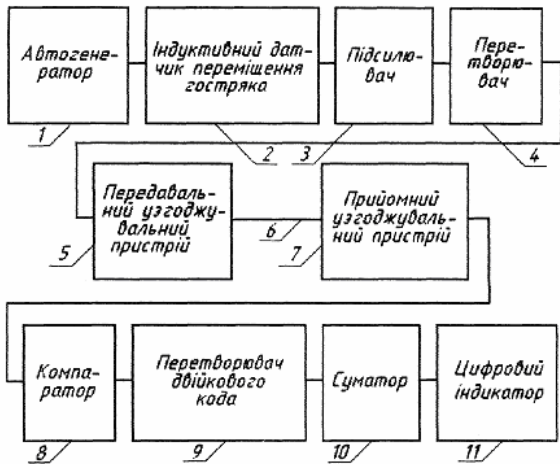 Автогене-
ратор
Індуктивний дат-
чик переміщення
гостряка
Підсилю-
вач
Пере-
творю-
вач
1
2
3
4
Передаваль-
ний узгоджу-
вальний
пристрій
Прийомний
узгоджуваль-
ний пристрій
5
6
7
Компа-
ратор
Перетворювач
двійкового
кода
Суматор
Цифровий
індикатор
8
9
10
11